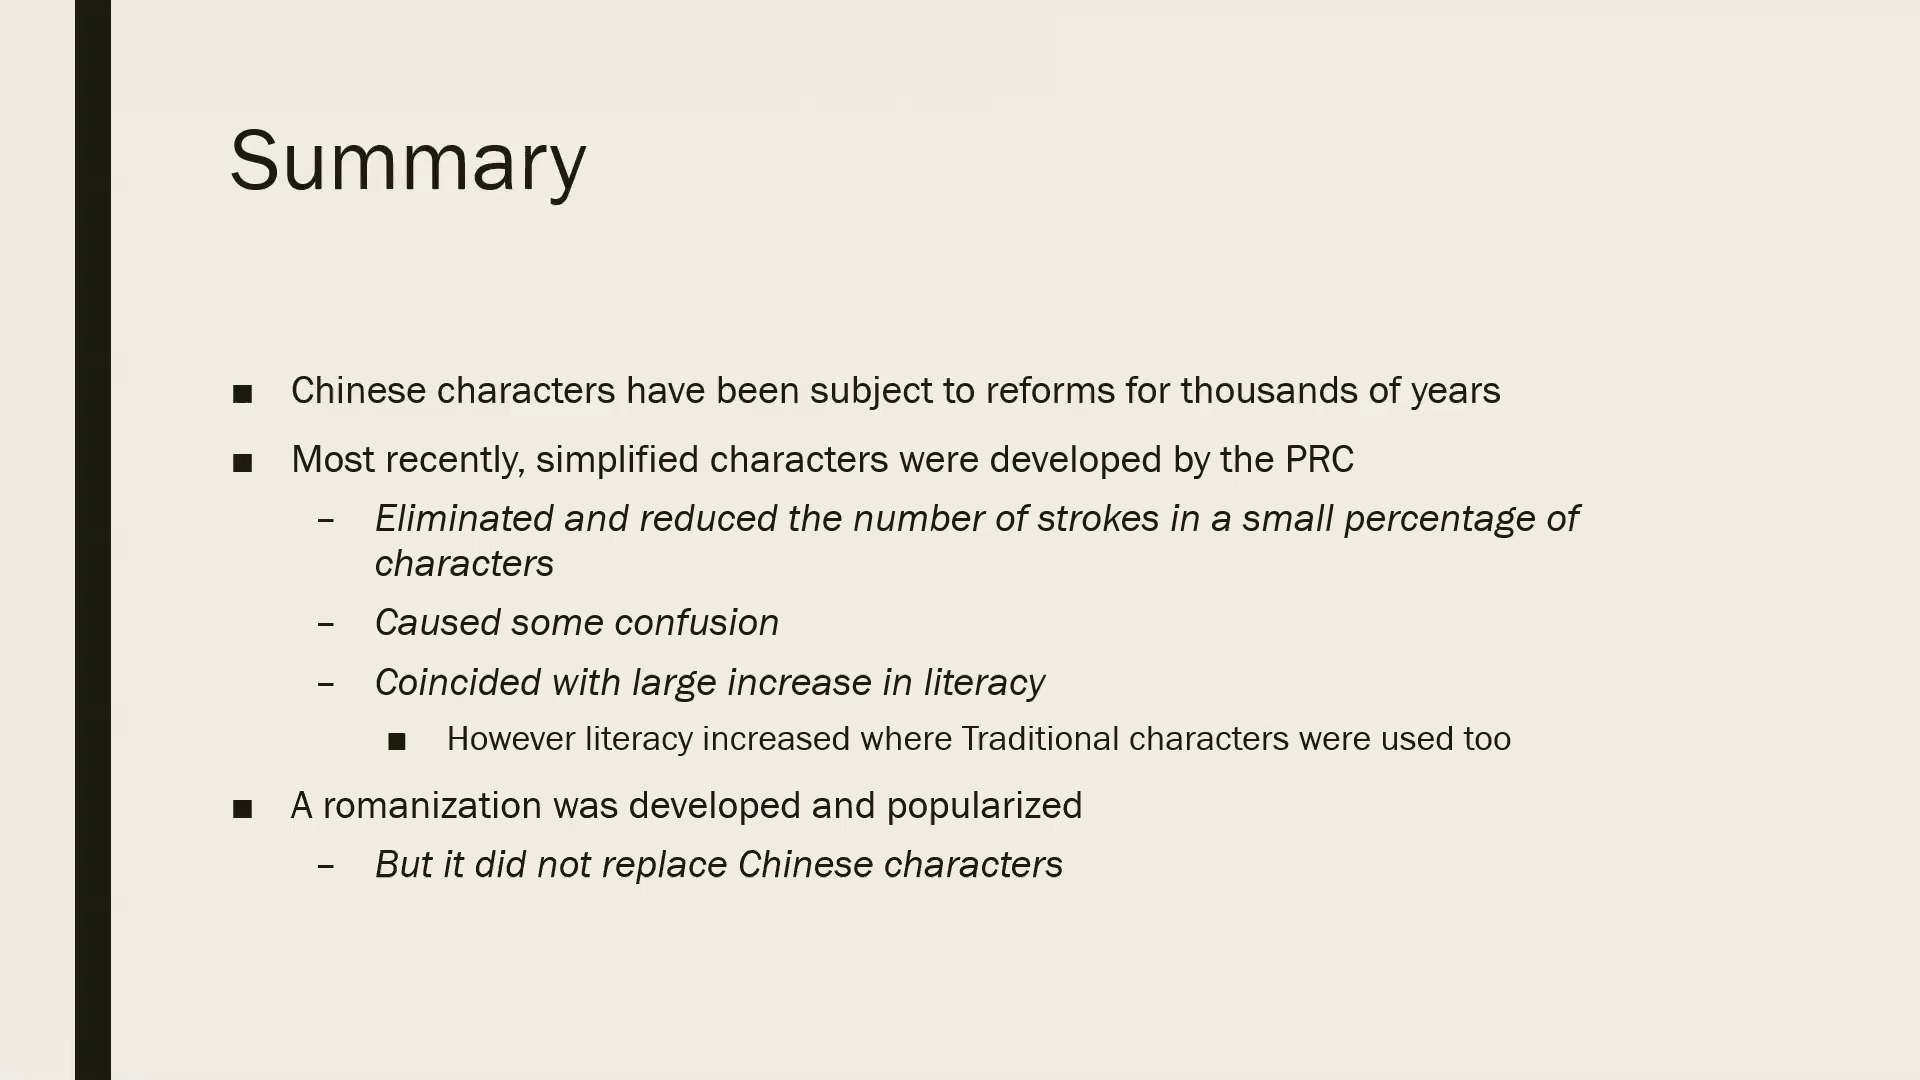 Summary
■ Chinese characters have been subject to reforms for thousands of years
■ Most recently, simplified characters were developed by the PRC
– Eliminated and reduced the number of strokes in a small percentage of
characters
– Caused some confusion
– Coincided with large increase in literacy
■ However literacy increased where Traditional characters were used too
■ A romanization was developed and popularized
– But it did not replace Chinese characters